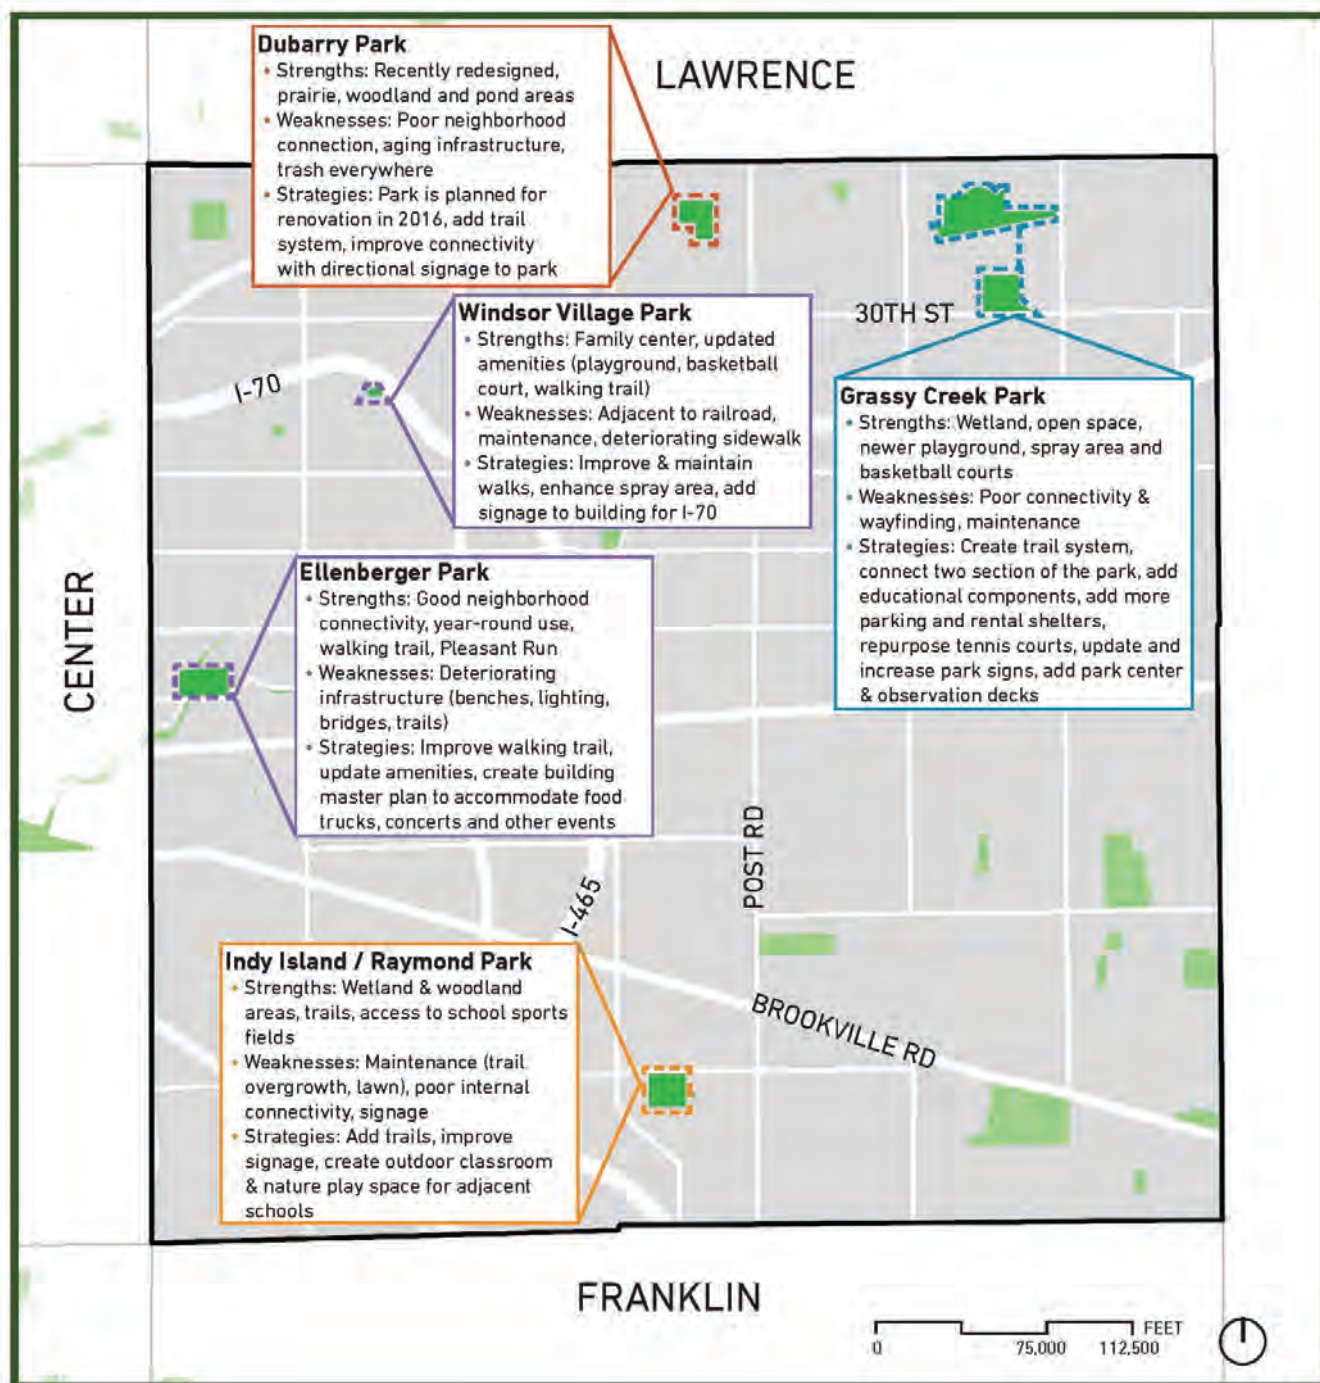 LAWRENCE
Dubarry Park
• Strengths: Recently redesigned,
prairie, woodland and pond areas
• Weaknesses: Poor neighborhood
connection, aging infrastructure,
trash everywhere
• Strategies: Park is planned for
renovation in 2016, add trail
system, improve connectivity
with directional signage to park
Windsor Village Park
• Strengths: Family center, updated
amenities (playground, basketball
court, walking trail)
• Weaknesses: Adjacent to railroad,
maintenance, deteriorating sidewalk
• Strategies: Improve & maintain
walks, enhance spray area, add
signage to building for I-70
30TH ST
I-70
Grassy Creek Park
• Strengths: Wetland, open space,
newer playground, spray area and
basketball courts
• Weaknesses: Poor connectivity &
wayfinding, maintenance
• Strategies: Create trail system,
connect two section of the park, add
educational components, add more
parking and rental shelters,
repurpose tennis courts, update and
increase park signs, add park center
& observation decks
CENTER
Ellenberger Park
• Strengths: Good neighborhood
connectivity, year-round use,
walking trail, Pleasant Run
• Weaknesses: Deteriorating
infrastructure (benches, lighting,
bridges, trails)
• Strategies: Improve walking trail,
update amenities, create building
master plan to accommodate food
trucks, concerts and other events
POST RD
I-465
BROOKVILLE RD
Indy Island / Raymond Park
• Strengths: Wetland & woodland
areas, trails, access to school sports
fields
• Weaknesses: Maintenance (trail
overgrowth, lawn), poor internal
connectivity, signage
• Strategies: Add trails, improve
signage, create outdoor classroom
& nature play space for adjacent
schools
FRANKLIN
FEET
0 75,000 112,500